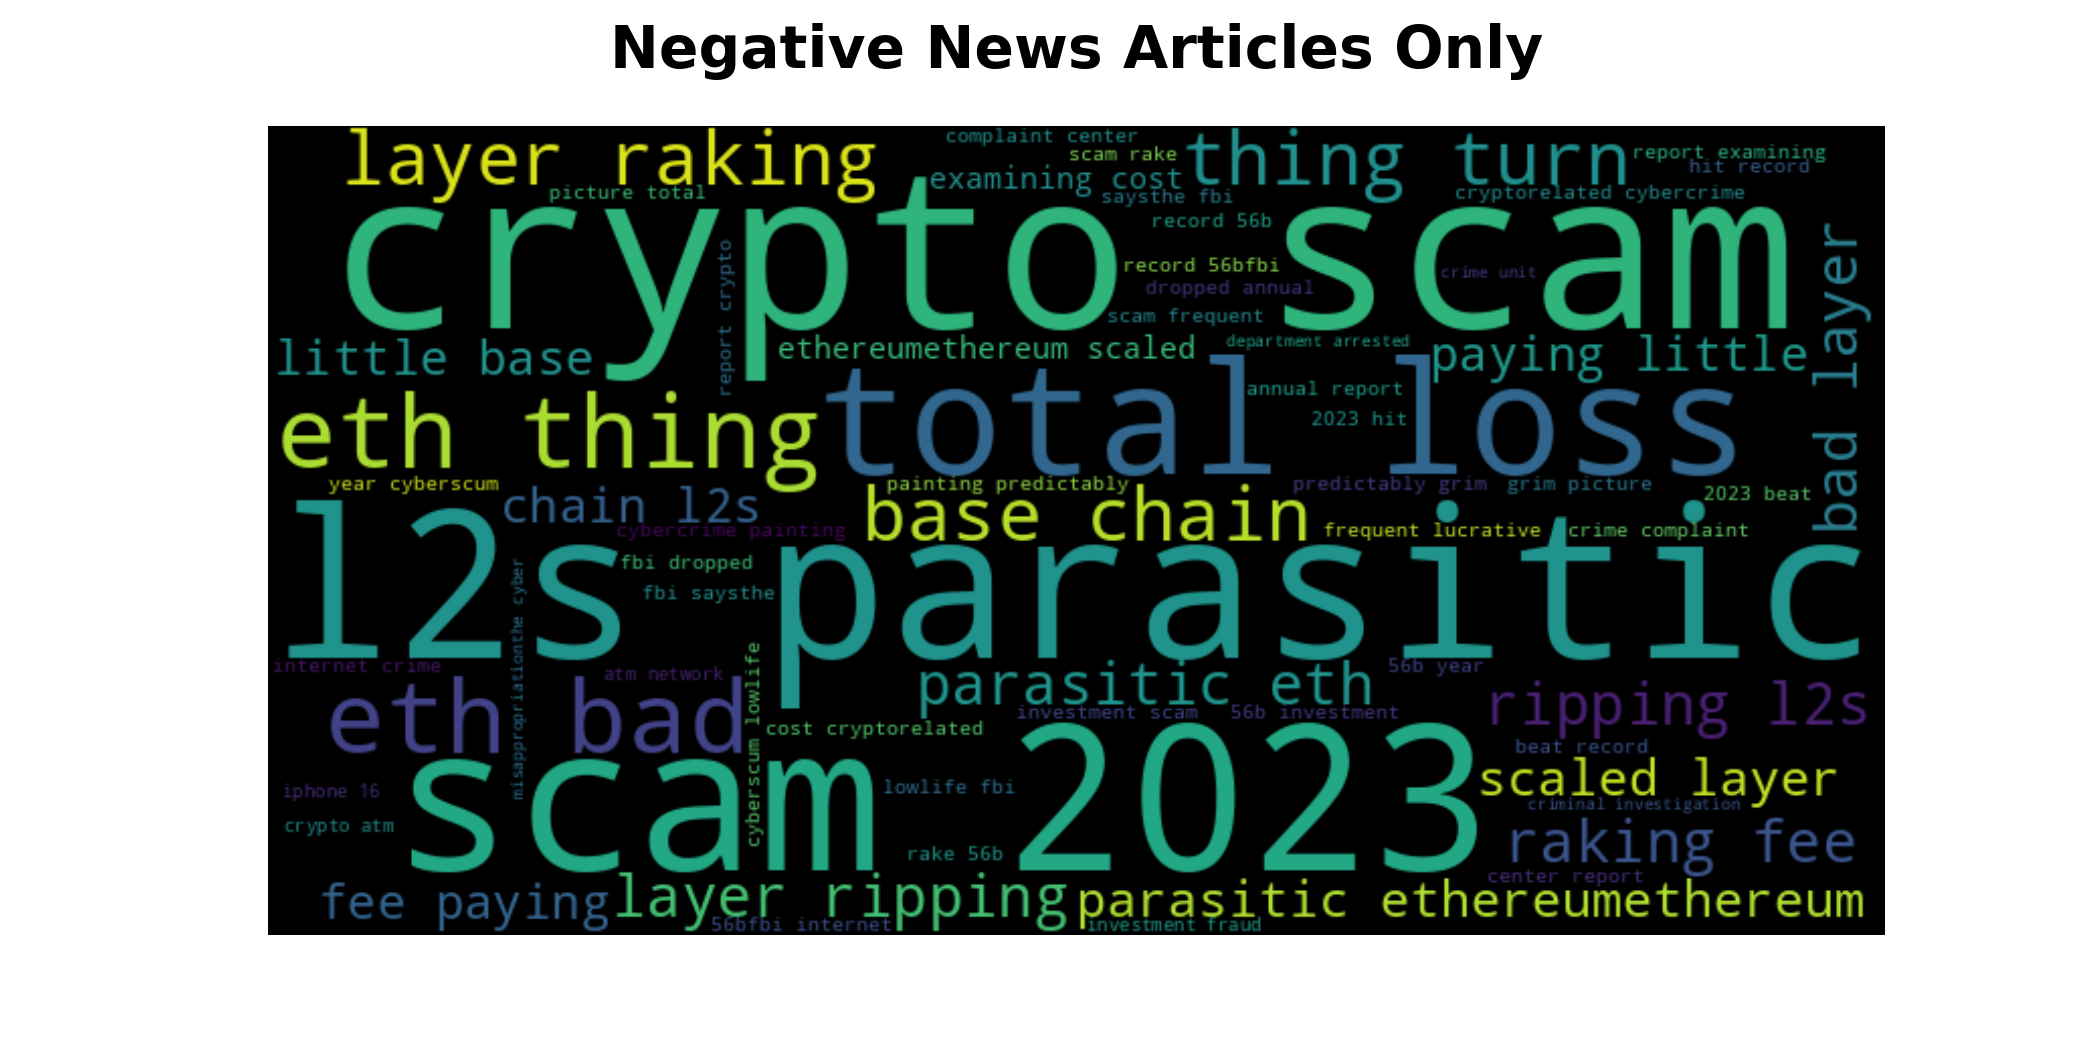 Negative News Articles Only
complaint center
layer raking
scam rake
thing turn
report examining
hit record
examining cost
picture total
saysthe fbi
cryptorelated cybercrime
record 56b
crypto scam
report crypto
record 56bfbi
crime unit
dropped annual
scam frequent
bad layer
little base
ethereumethereum scaled
department arrested
paying little
annual report
2023 hit
eth thing
total loss
year cyberscum
painting predictably
predictably grim
grim picture
2023 beat
chain l2s
base chain
cybercrime painting
frequent lucrative
crime complaint
fbi dropped
fbi saysthe
l2s parasitic
misappropriationthe cyber
internet crime
atm network
cyberscum lowlife
parasitic eth
56b year
ripping l2s
eth bad
investment scam
56b investment
cost cryptorelated
beat record
iphone 16
lowlife fbi
scaled layer
criminal investigation
crypto atm
scam 2023
rake 56b
raking fee
center report
fee paying
layer ripping
parasitic ethereumethereum
56bfbi internet
investment fraud